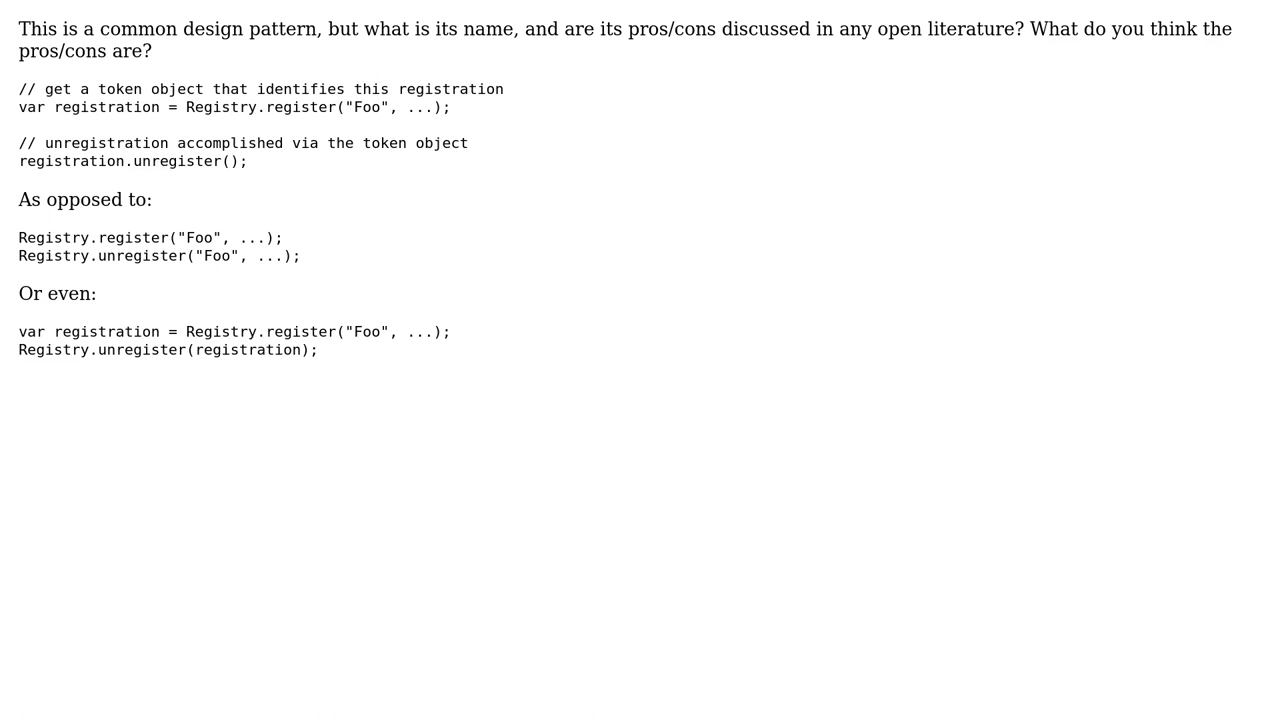 This is a common design pattern, but what is its name, and are its pros/cons discussed in any open literature? What do you think the
pros/cons are?
// get a token object that identifies this registration
var registration = Registry.register("Foo", ...);
// unregistration accomplished via the token object
registration.unregister();
As opposed to:
Registry.register("Foo", ...);
Registry.unregister("Foo", ...);
Or even:
var registration = Registry.register("Foo", ...);
Registry.unregister(registration);